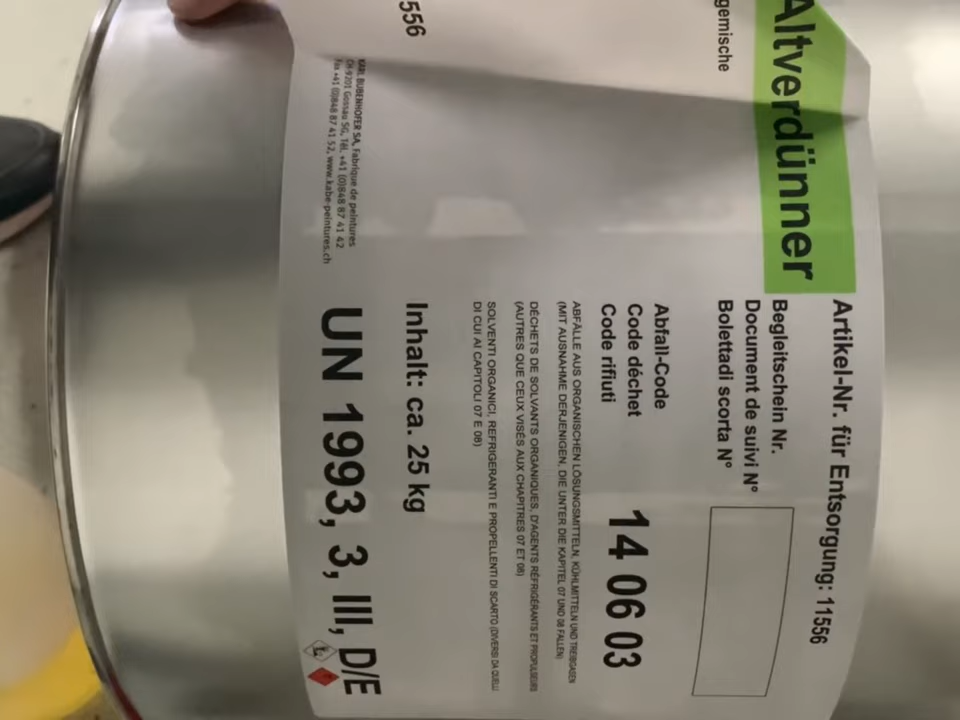 Altverdünner
gemische
556
KARL BUBENHOFER SA, Fabrique de peintures
CH-9201 Gossau SG, Tél. +41 (0)848 87 41 42
Fax +41 (0)848 87 41 52, www.kabe-peintures.ch
Artikel-Nr. für Entsorgung: 11556
Begleitschein Nr.
Document de suivi N°
Bolettadi scorta N°
Abfall-Code
Code déchet 14 06 03
Code rifiuti
ABFÄLLE AUS ORGANISCHEN LÖSUNGSMITTELN, KÜHLMITTELN UND TREIBGASEN
(MIT AUSNAHME DERJENIGEN, DIE UNTER DIE KAPITEL 07 UND 08 FALLEN)
DÉCHETS DE SOLVANTS ORGANIQUES, D'AGENTS RÉFRIGÉRANTS ET PROPULSEURS
(AUTRES QUE CEUX VISÉS AUX CHAPITRES 07 ET 08)
SOLVENTI ORGANICI, REFRIGERANTI E PROPELLENTI DI SCARTO (DIVERSI DA QUELLI
DI CUI AI CAPITOLI 07 E 08)
Inhalt: ca. 25 kg
UN 1993, 3, III, D/E